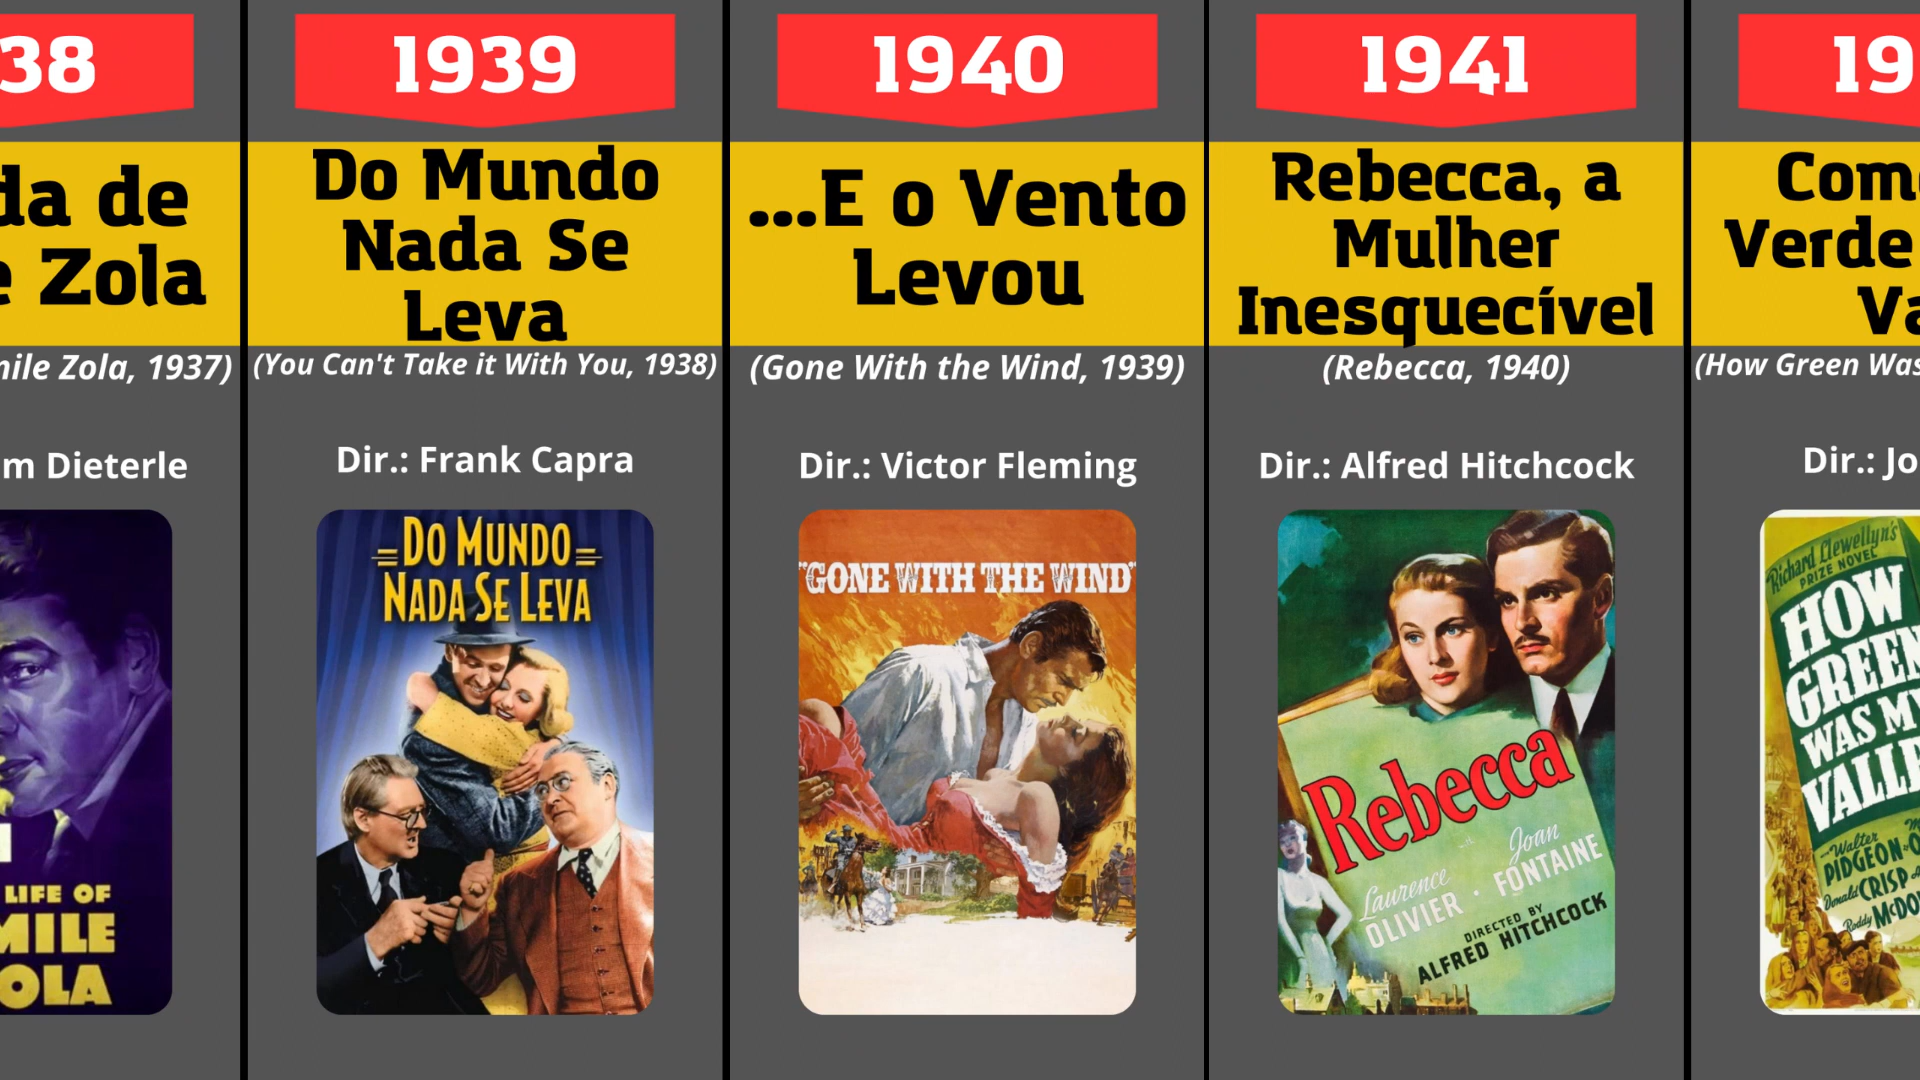 38
da de
e Zola
mile Zola, 1937)
m Dieterle
LIFE OF
MILE
OLA
1939
Do Mundo
Nada Se
Leva
(You Can't Take it With You, 1938)
Dir.: Frank Capra
DO MUNDO
NADA SE LEVA
1940
...E o Vento
Levou
(Gone With the Wind, 1939)
Dir.: Victor Fleming
"GONE WITH THE WIND"
1941
Rebecca, a
Mulher
Inesquecível
(Rebecca, 1940)
Dir.: Alfred Hitchcock
Rebecca
with
Laurence
OLIVIER · Joan
FONTAINE
DIRECTED BY
ALFRED HITCHCOCK
19
Com
Verde
Va
(How Green Was
Dir.: Jo
Richard Llewellyn's
PRIZE NOVEL
HOW
GREEN
WAS MY
VALLE
Walter
PIDGEON
Donald CRISP
Roddy McDO